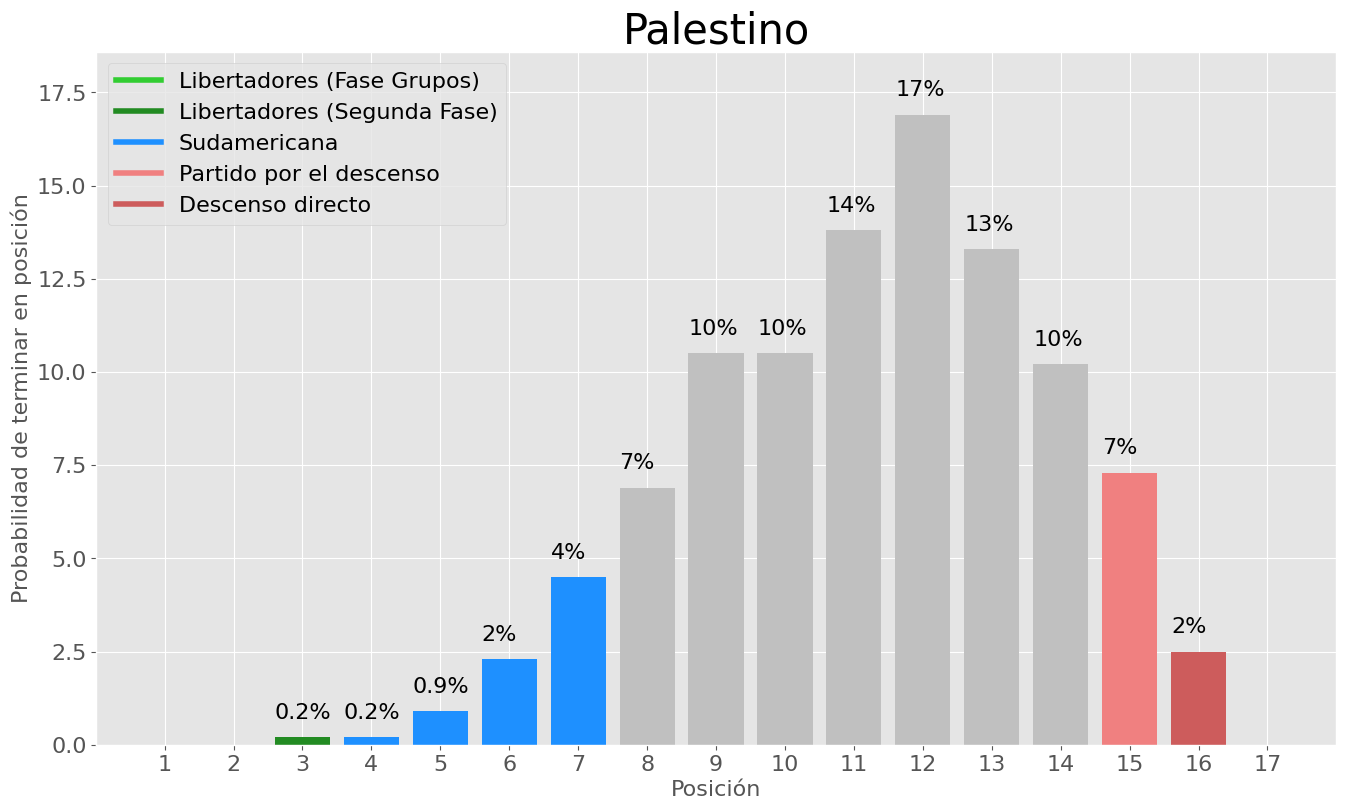 Palestino
Libertadores (Fase Grupos)
Libertadores (Segunda Fase)
Sudamericana
Partido por el descenso
Descenso directo
Probabilidad de terminar en posición
17.5
15.0
12.5
10.0
7.5
5.0
2.5
0.0
0.2%
0.2%
0.9%
2%
4%
7%
10%
10%
14%
17%
13%
10%
7%
2%
1 2 3 4 5 6 7 8 9 10 11 12 13 14 15 16 17
Posición